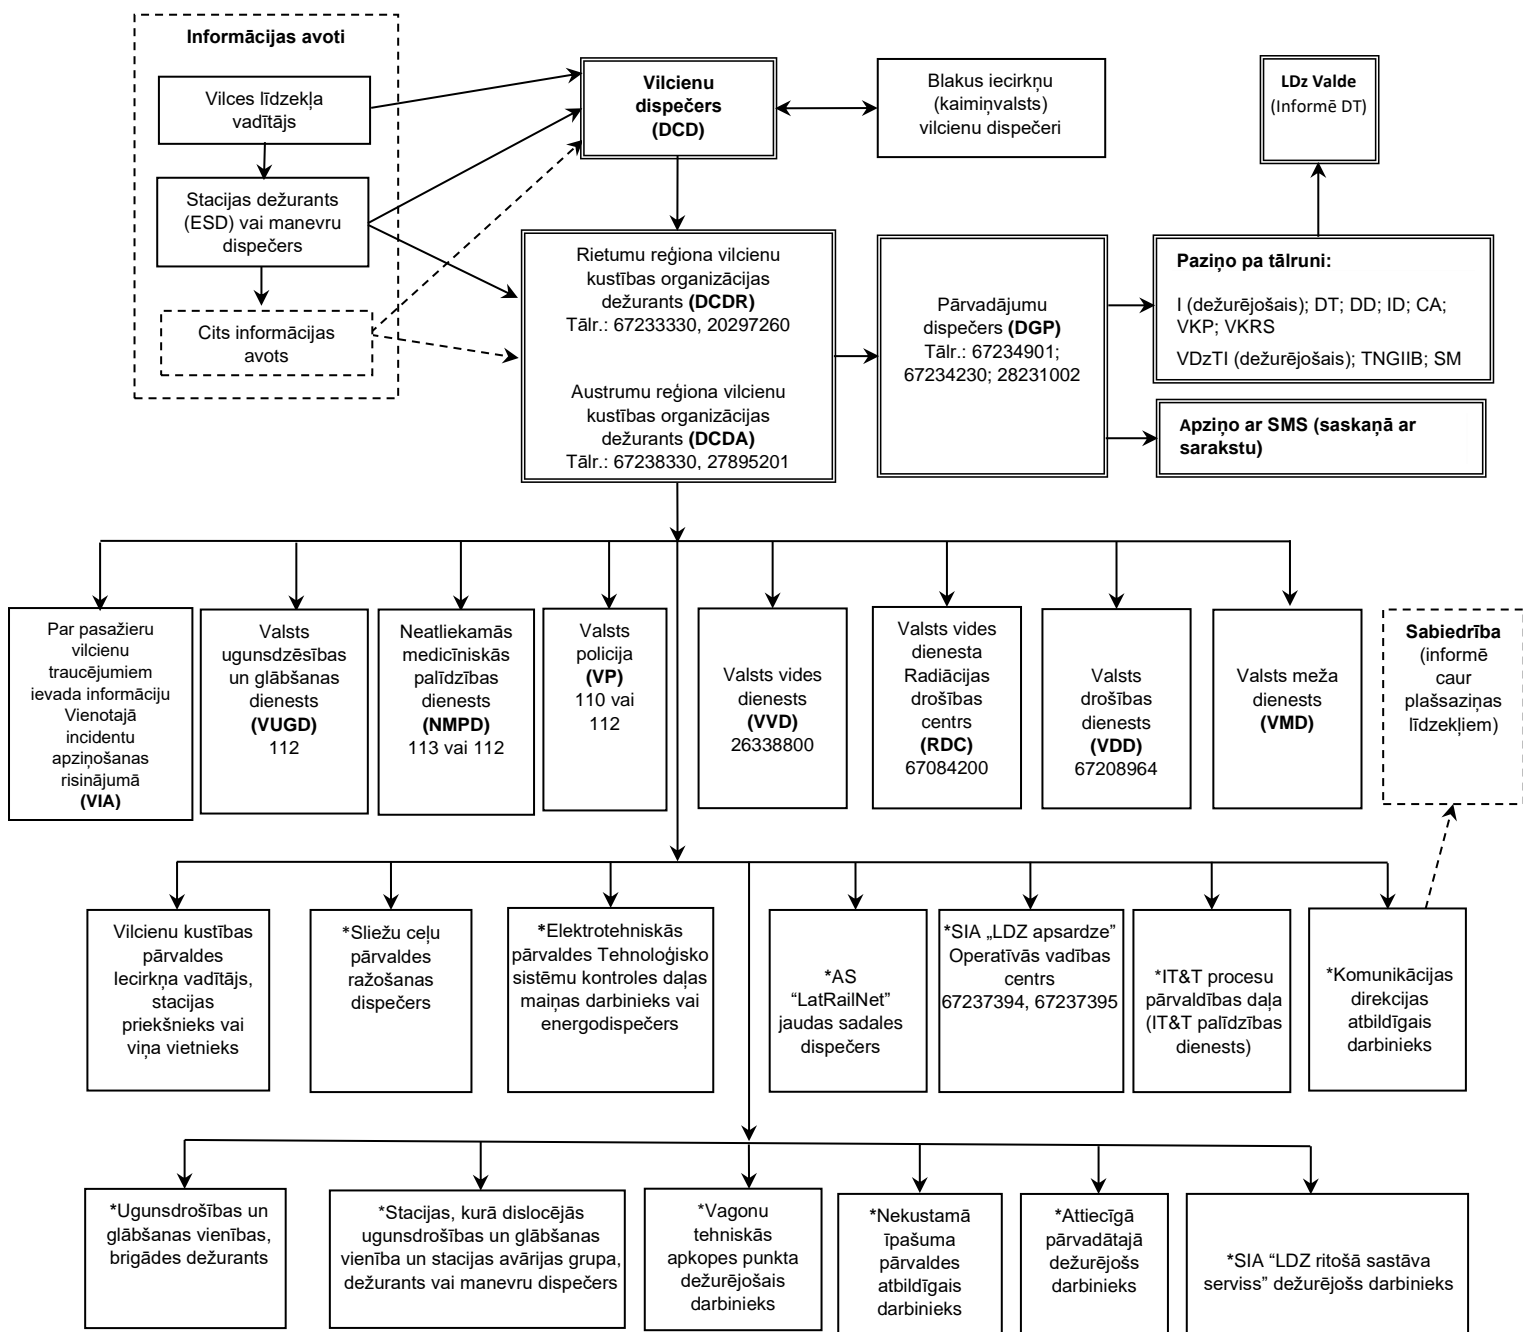 Informācijas avoti
Vilces līdzekļa
vadītājs
Stacijas dežurants
(ESD) vai manevru
dispečers
Cits informācijas
avots
Vilcienu
dispečers
(DCD)
Blakus iecirkņu
(kaimiņvalsts)
vilcienu dispečeri
LDz Valde
(Informē DT)
Rietumu reģiona vilcienu
kustības organizācijas
dežurants (DCDR)
Tālr.: 67233330, 20297260
Austrumu reģiona vilcienu
kustības organizācijas
dežurants (DCDA)
Tālr.: 67238330, 27895201
Pārvadājumu
dispečers (DGP)
Tālr.: 67234901;
67234230; 28231002
Paziņo pa tālruni:
I (dežurējošais); DT; DD; ID; CA;
VKP; VKRS
VDzTI (dežurējošais); TNGIIB; SM
Apziņo ar SMS (saskaņā ar
sarakstu)
Par pasažieru
vilcienu
traucējumiem
ievada informāciju
Vienotajā
incidentu
apziņošanas
risinājumā
(VIA)
Valsts
ugunsdzēsības
un glābšanas
dienests
(VUGD)
112
Neatliekamās
medicīniskās
palīdzības
dienests
(NMPD)
113 vai 112
Valsts
policija
(VP)
110 vai
112
Valsts vides
dienests
(VVD)
26338800
Valsts vides
dienesta
Radiācijas
drošības
centrs
(RDC)
67084200
Valsts
drošības
dienests
(VDD)
67208964
Valsts meža
dienests
(VMD)
Sabiedrība
(informē
caur
plašsaziņas
līdzekļiem)
Vilcienu kustības
pārvaldes
Iecirkņa vadītājs,
stacijas
priekšnieks vai
viņa vietnieks
*Sliežu ceļu
pārvaldes
ražošanas
dispečers
*Elektrotehniskās
pārvaldes Tehnoloģisko
sistēmu kontroles daļas
maiņas darbinieks vai
energodispečers
*AS
“LatRailNet”
jaudas sadales
dispečers
*SIA „LDZ apsardze”
Operatīvās vadības
centrs
67237394, 67237395
*IT&T procesu
pārvaldības daļa
(IT&T palīdzības
dienests)
*Komunikācijas
direkcijas
atbildīgais
darbinieks
*Ugunsdrošības un
glābšanas vienības,
brigādes dežurants
*Stacijas, kurā dislocējās
ugunsdrošības un glābšanas
vienība un stacijas avārijas grupa,
dežurants vai manevru dispečers
*Vagonu
tehniskās
apkopes punkta
dežurējošais
darbinieks
*Nekustamā
īpašuma
pārvaldes
atbildīgais
darbinieks
*Attiecīgā
pārvadātajā
dežurējošs
darbinieks
*SIA “LDZ ritošā sastāva
serviss” dežurējošs darbinieks